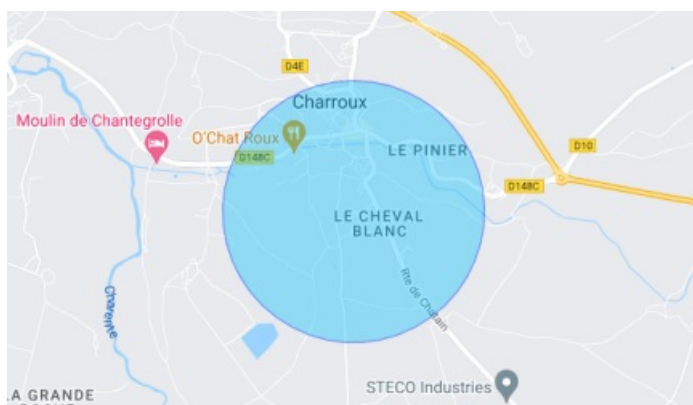 D4E
Charroux
Moulin de Chantegrolle
O'Chat Roux
D148C
LE PINIER
D10
D148C
LE CHEVAL
BLANC
Rte de Chatain
Charente
STECO Industries
LA GRANDE